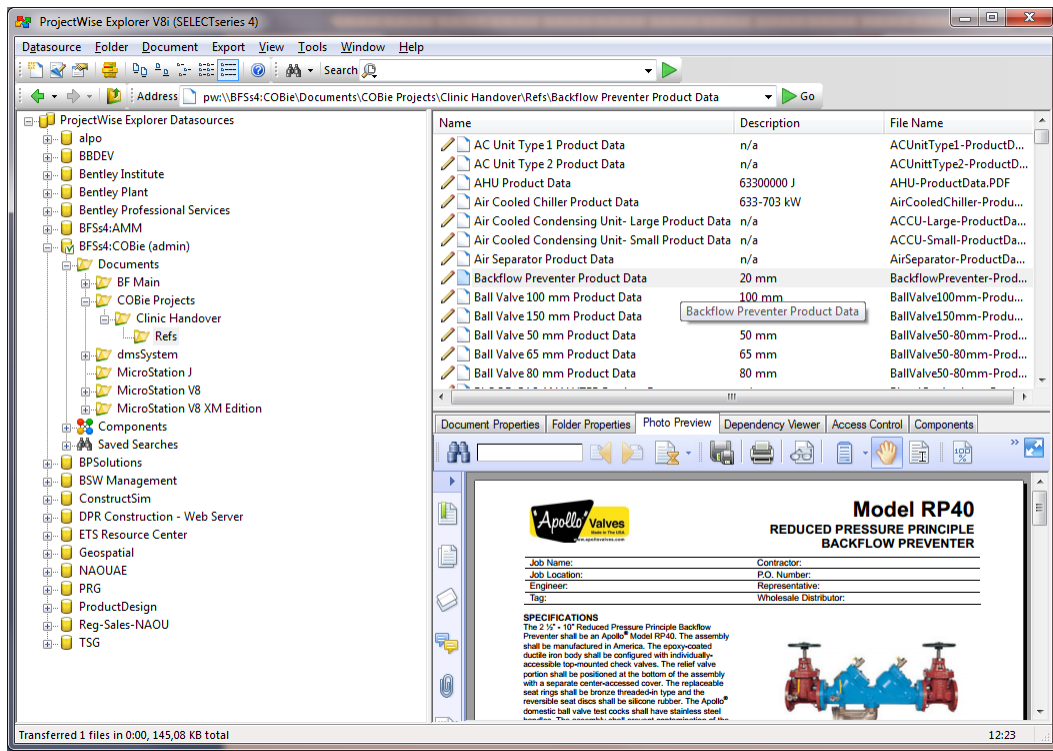 ProjectWise Explorer V8i (SELECTseries 4)
Datasource Folder Document Export View Tools Window Help
Search
Address pw:\\BFSs4:COBie\Documents\COBie Projects\Clinic Handover\Refs\Backflow Preventer Product Data Go
ProjectWise Explorer Datasources
alpo
BBDEV
Bentley Institute
Bentley Plant
Bentley Professional Services
BFSs4:AMM
BFSs4:COBie (admin)
Documents
BF Main
COBie Projects
Clinic Handover
Refs
dmsSystem
MicroStation J
MicroStation V8
MicroStation V8 XM Edition
Components
Saved Searches
BPSolutions
BSW Management
ConstructSim
DPR Construction - Web Server
ETS Resource Center
Geospatial
NAOUAE
PRG
ProductDesign
Reg-Sales-NAOU
TSG
Name Description File Name
AC Unit Type 1 Product Data n/a ACUnitType1-ProductD...
AC Unit Type 2 Product Data n/a ACUnittType2-ProductD...
AHU Product Data 63300000 J AHU-ProductData.PDF
Air Cooled Chiller Product Data 633-703 kW AirCooledChiller-Produ...
Air Cooled Condensing Unit- Large Product Data n/a ACCU-Large-ProductDa...
Air Cooled Condensing Unit- Small Product Data n/a ACCU-Small-ProductDa...
Air Separator Product Data n/a AirSeparator-ProductDa...
Backflow Preventer Product Data 20 mm BackflowPreventer-Prod...
Ball Valve 100 mm Product Data 100 mm BallValve100mm-Produ...
Ball Valve 150 mm Product Data BallValve150mm-Produ...
Backflow Preventer Product Data
Ball Valve 50 mm Product Data 50 mm BallValve50-80mm-Prod...
Ball Valve 65 mm Product Data 65 mm BallValve50-80mm-Prod...
Ball Valve 80 mm Product Data 80 mm BallValve50-80mm-Prod...
Document Properties Folder Properties Photo Preview Dependency Viewer Access Control Components
Apollo Valves
Made In The USA
www.apollovalves.com
Model RP40
REDUCED PRESSURE PRINCIPLE
BACKFLOW PREVENTER
Job Name: Contractor:
Job Location: P.O. Number:
Engineer: Representative:
Tag: Wholesale Distributor:
SPECIFICATIONS
The 2 ½" - 10" Reduced Pressure Principle Backflow
Preventer shall be an Apollo® Model RP40. The assembly
shall be manufactured in America. The epoxy-coated
ductile iron body shall be configured with individually-
accessible top-mounted check valves. The relief valve
portion shall be positioned at the bottom of the assembly
with a separate center-accessed cover. The replaceable
seat rings shall be bronze threaded-in type and the
reversible seat discs shall be silicone rubber. The Apollo®
domestic ball valve test cocks shall have stainless steel
handles. The assembly shall prevent contamination of the
Transferred 1 files in 0:00, 145,08 KB total 12:23